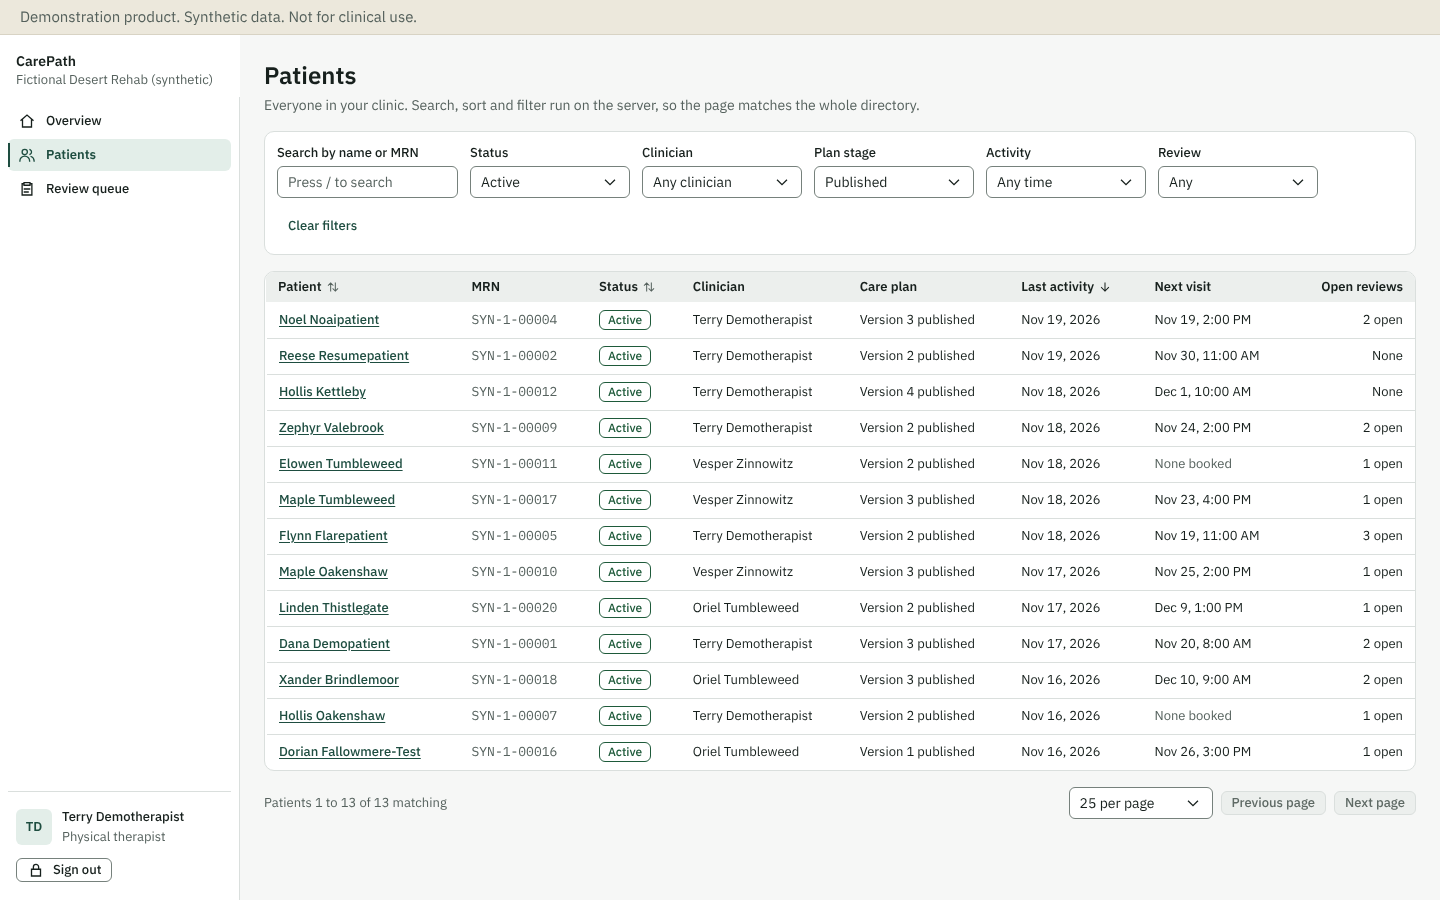 Demonstration product. Synthetic data. Not for clinical use.
CarePath
Fictional Desert Rehab (synthetic)
Overview
Patients
Review queue
Patients
Everyone in your clinic. Search, sort and filter run on the server, so the page matches the whole directory.
Search by name or MRN Status Clinician Plan stage Activity Review
Press / to search Active Any clinician Published Any time Any
Clear filters
Patient MRN Status Clinician Care plan Last activity Next visit Open reviews
Noel Noaipatient SYN-1-00004 Active Terry Demotherapist Version 3 published Nov 19, 2026 Nov 19, 2:00 PM 2 open
Reese Resumepatient SYN-1-00002 Active Terry Demotherapist Version 2 published Nov 19, 2026 Nov 30, 11:00 AM None
Hollis Kettleby SYN-1-00012 Active Terry Demotherapist Version 4 published Nov 18, 2026 Dec 1, 10:00 AM None
Zephyr Valebrook SYN-1-00009 Active Terry Demotherapist Version 2 published Nov 18, 2026 Nov 24, 2:00 PM 2 open
Elowen Tumbleweed SYN-1-00011 Active Vesper Zinnowitz Version 2 published Nov 18, 2026 None booked 1 open
Maple Tumbleweed SYN-1-00017 Active Vesper Zinnowitz Version 3 published Nov 18, 2026 Nov 23, 4:00 PM 1 open
Flynn Flarepatient SYN-1-00005 Active Terry Demotherapist Version 2 published Nov 18, 2026 Nov 19, 11:00 AM 3 open
Maple Oakenshaw SYN-1-00010 Active Vesper Zinnowitz Version 3 published Nov 17, 2026 Nov 25, 2:00 PM 1 open
Linden Thistlegate SYN-1-00020 Active Oriel Tumbleweed Version 2 published Nov 17, 2026 Dec 9, 1:00 PM 1 open
Dana Demopatient SYN-1-00001 Active Terry Demotherapist Version 3 published Nov 17, 2026 Nov 20, 8:00 AM 2 open
Xander Brindlemoor SYN-1-00018 Active Oriel Tumbleweed Version 3 published Nov 16, 2026 Dec 10, 9:00 AM 2 open
Hollis Oakenshaw SYN-1-00007 Active Terry Demotherapist Version 2 published Nov 16, 2026 None booked 1 open
Dorian Fallowmere-Test SYN-1-00016 Active Oriel Tumbleweed Version 1 published Nov 16, 2026 Nov 26, 3:00 PM 1 open
Patients 1 to 13 of 13 matching 25 per page Previous page Next page
TD Terry Demotherapist
Physical therapist
Sign out